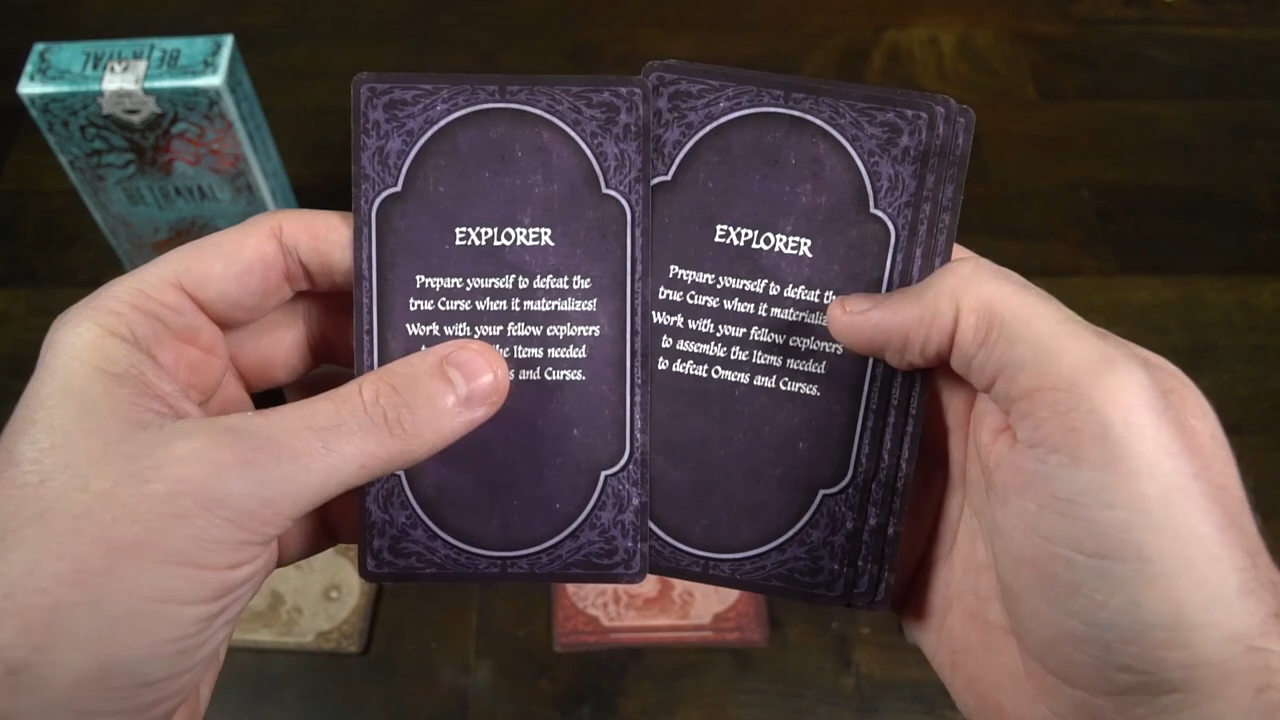 BETRAYAL
BETRAYAL
EXPLORER
Prepare yourself to defeat the
true Curse when it materializes!
Work with your fellow explorers
the Items needed
and Curses.
EXPLORER
Prepare yourself to defeat
true Curse when it
Work with your fellow explorers
to assemble the Items needed
to defeat Omens and Curses.